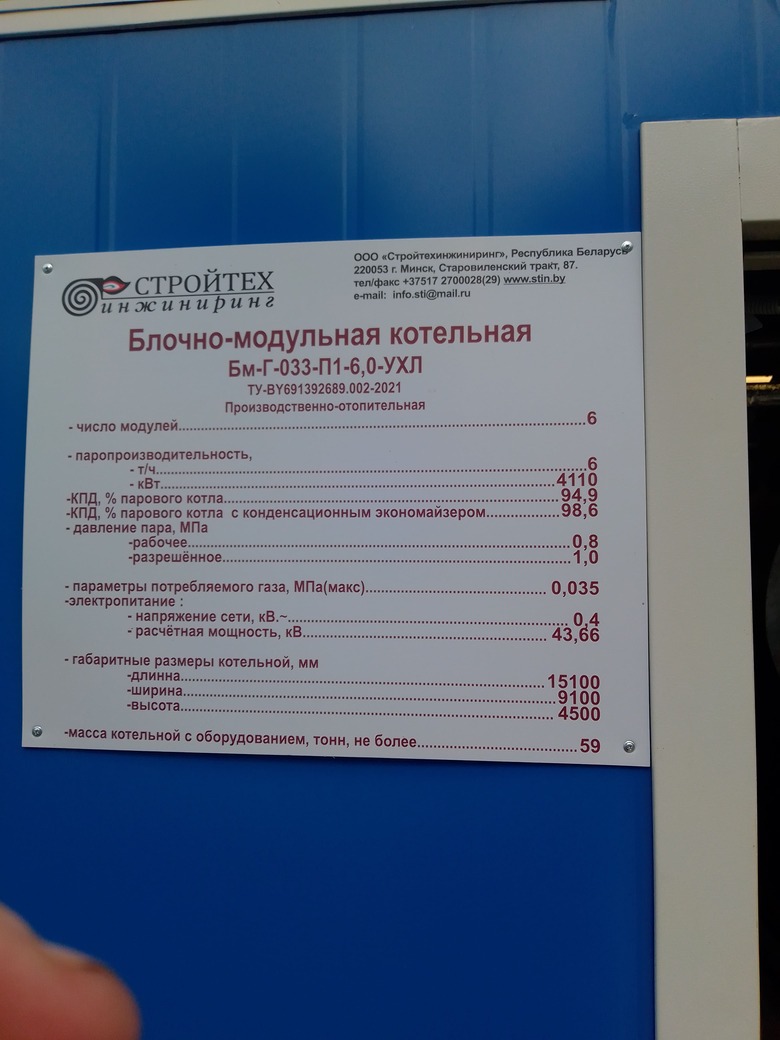 СТРОЙТЕХ
инжиниринг
ООО «Стройтехинжиниринг», Республика Беларусь
220053 г. Минск, Старовиленский тракт, 87.
тел/факс +37517 2700028(29) www.stin.by
e-mail: info.sti@mail.ru
Блочно-модульная котельная
Бм-Г-033-П1-6,0-УХЛ
ТУ-BY691392689.002-2021
Производственно-отопительная
- число модулей....................6
- паропроизводительность,
- т/ч....................6
- кВт....................4110
-КПД, % парового котла....................94,9
-КПД, % парового котла с конденсационным экономайзером....................98,6
- давление пара, МПа
-рабочее....................0,8
-разрешённое....................1,0
- параметры потребляемого газа, МПа(макс)....................0,035
-электропитание :
- напряжение сети, кВ.~....................0,4
- расчётная мощность, кВ....................43,66
- габаритные размеры котельной, мм
-длинна....................15100
-ширина....................9100
-высота....................4500
-масса котельной с оборудованием, тонн, не более....................59